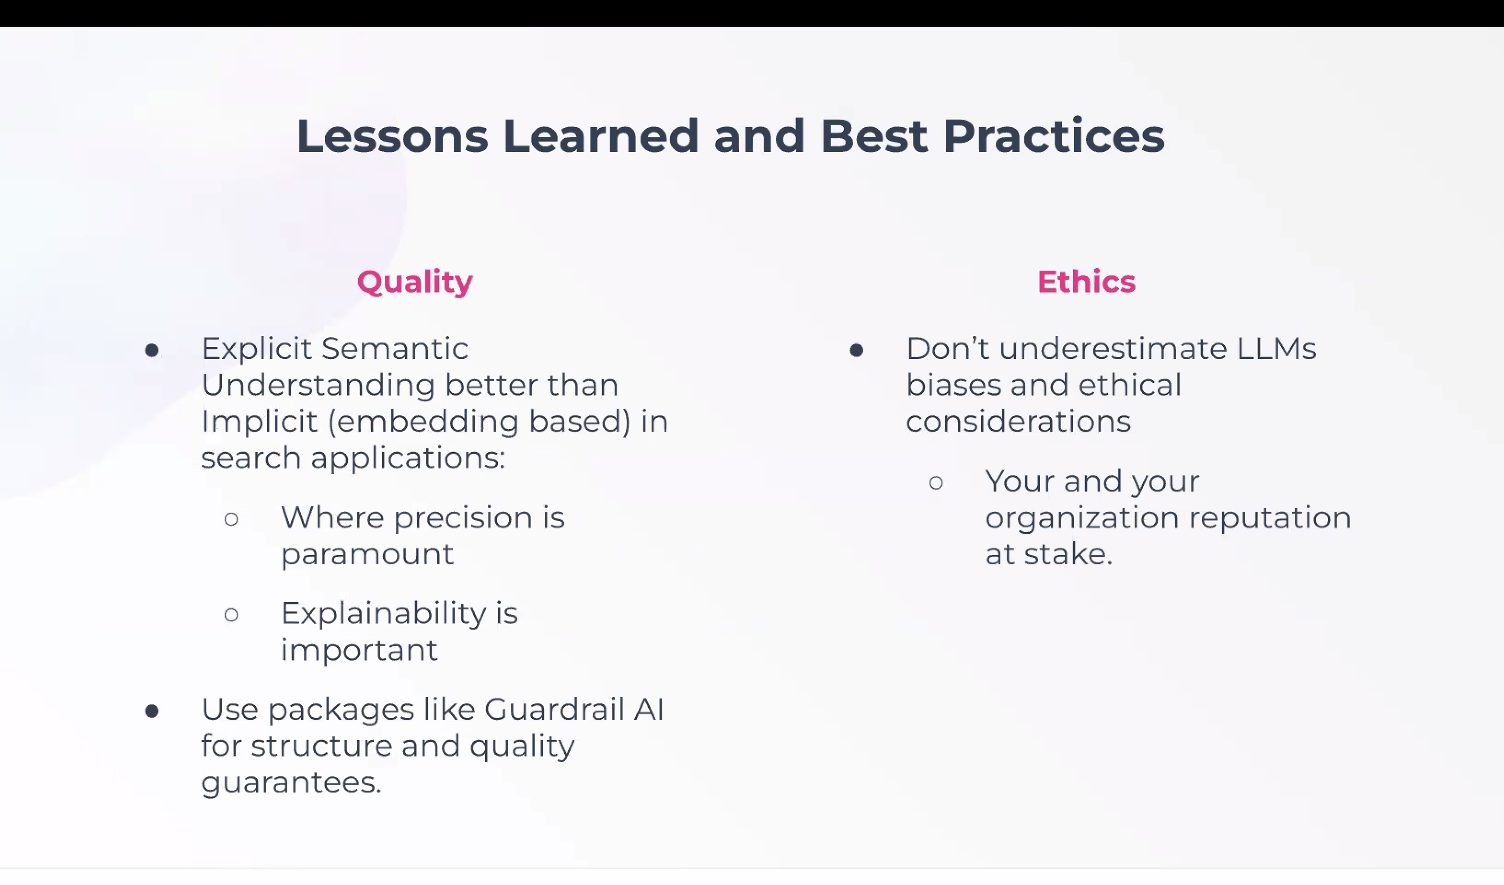 Lessons Learned and Best Practices
Quality
● Explicit Semantic
Understanding better than
Implicit (embedding based) in
search applications:
○ Where precision is
paramount
○ Explainability is
important
● Use packages like Guardrail AI
for structure and quality
guarantees.
Ethics
● Don’t underestimate LLMs
biases and ethical
considerations
○ Your and your
organization reputation
at stake.